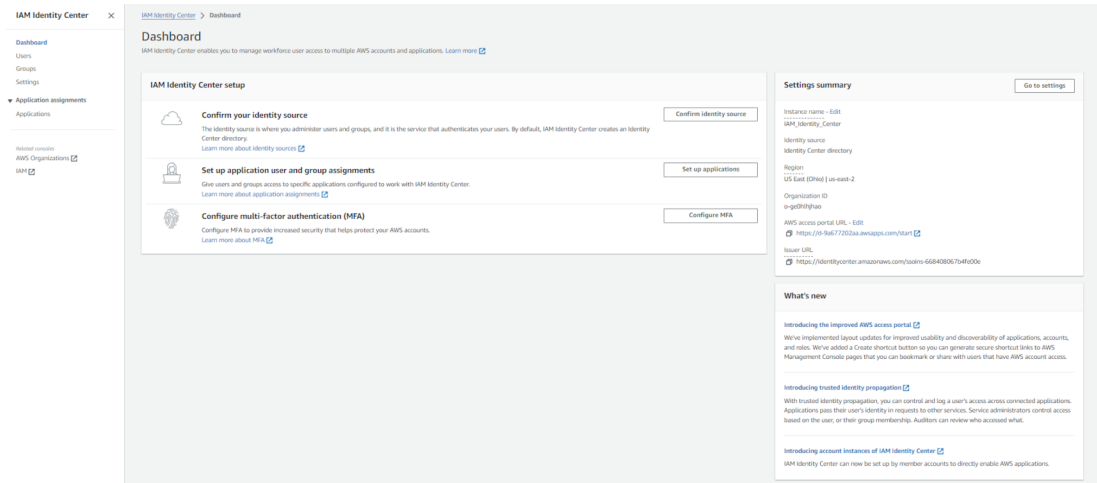 IAM Identity Center
Dashboard
Users
Groups
Settings
Application assignments
Applications
Related consoles
AWS Organizations
IAM
IAM Identity Center > Dashboard
Dashboard
IAM Identity Center enables you to manage workforce user access to multiple AWS accounts and applications. Learn more
IAM Identity Center setup
Confirm your identity source
The identity source is where you administer users and groups, and it is the service that authenticates your users. By default, IAM Identity Center creates an Identity
Center directory.
Learn more about identity sources
Confirm identity source
Set up application user and group assignments
Give users and groups access to specific applications configured to work with IAM Identity Center.
Learn more about application assignments
Set up applications
Configure multi-factor authentication (MFA)
Configure MFA to provide increased security that helps protect your AWS accounts.
Learn more about MFA
Configure MFA
Settings summary
Go to settings
Instance name - Edit
IAM_Identity_Center
Identity source
Identity Center directory
Region
US East (Ohio) | us-east-2
Organization ID
o-ge0hlhjhao
AWS access portal URL - Edit
https://d-9a677202aa.awsapps.com/start
Issuer URL
https://identitycenter.amazonaws.com/ssoins-668408067b4fe00e
What's new
Introducing the improved AWS access portal
We've implemented layout updates for improved usability and discoverability of applications, accounts,
and roles. We've added a Create shortcut button so you can generate secure shortcut links to AWS
Management Console pages that you can bookmark or share with users that have AWS account access.
Introducing trusted identity propagation
With trusted identity propagation, you can control and log a user's access across connected applications.
Applications pass their user's identity in requests to other services. Service administrators control access
based on the user, or their group membership. Auditors can review who accessed what.
Introducing account instances of IAM Identity Center
IAM Identity Center can now be set up by member accounts to directly enable AWS applications.